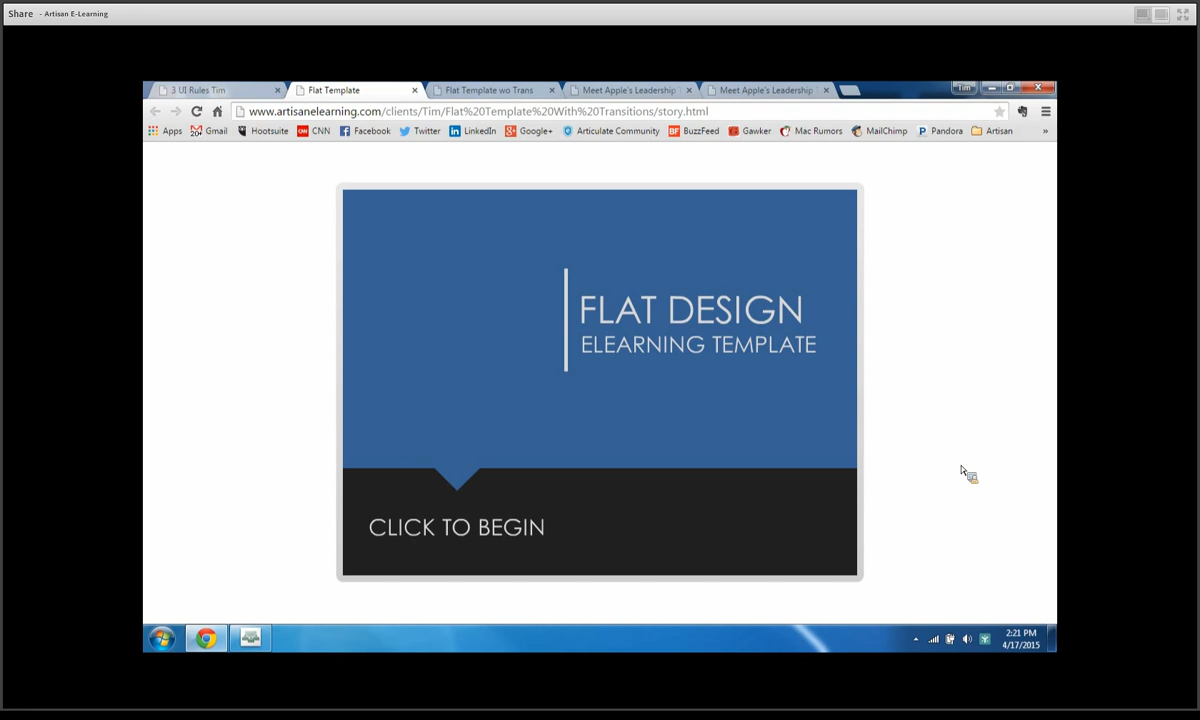 Share - Artisan E-Learning
3 UI Rules Tim
Flat Template
Flat Template wo Trans
Meet Apple's Leadership
Meet Apple's Leadership
Tim
www.artisanelearning.com/clients/Tim/Flat%20Template%20With%20Transitions/story.html
Apps Gmail Hootsuite CNN Facebook Twitter LinkedIn Google+ Articulate Community BuzzFeed Gawker Mac Rumors MailChimp Pandora Artisan »
FLAT DESIGN
ELEARNING TEMPLATE
CLICK TO BEGIN
2:21 PM
4/17/2015